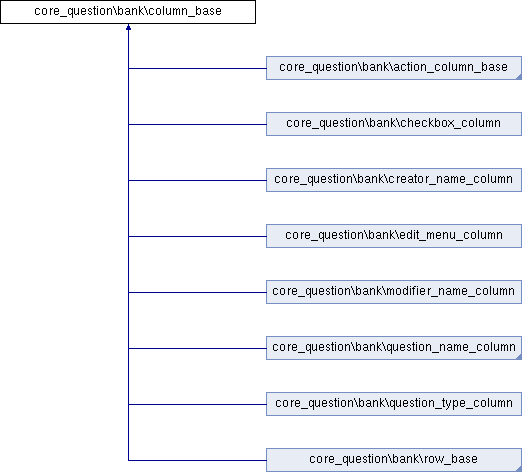 core_question\bank\column_base
core_question\bank\action_column_base
core_question\bank\checkbox_column
core_question\bank\creator_name_column
core_question\bank\edit_menu_column
core_question\bank\modifier_name_column
core_question\bank\question_name_column
core_question\bank\question_type_column
core_question\bank\row_base